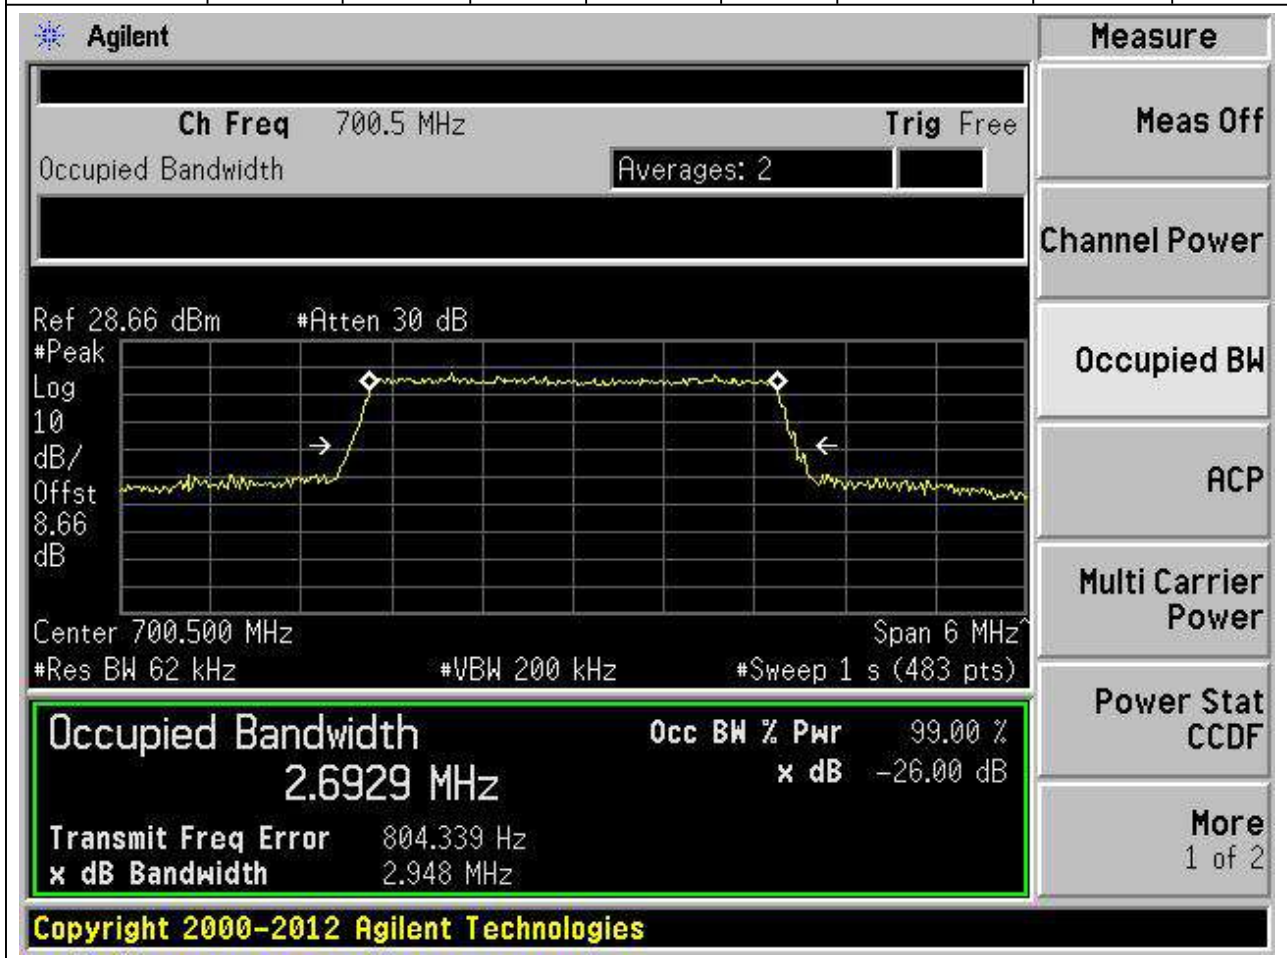 Agilent
Measure
Ch Freq 700.5 MHz Trig Free
Meas Off
Occupied Bandwidth Averages: 2
Channel Power
Ref 28.66 dBm #Atten 30 dB
#Peak
Log
10
dB/
Offst
8.66
dB
Occupied BW
ACP
Center 700.500 MHz Span 6 MHz^
#Res BW 62 kHz #VBW 200 kHz #Sweep 1 s (483 pts)
Multi Carrier
Power
Occupied Bandwidth Occ BW % Pwr 99.00 %
2.6929 MHz x dB -26.00 dB
Power Stat
CCDF
Transmit Freq Error 804.339 Hz
x dB Bandwidth 2.948 MHz
More
1 of 2
Copyright 2000-2012 Agilent Technologies